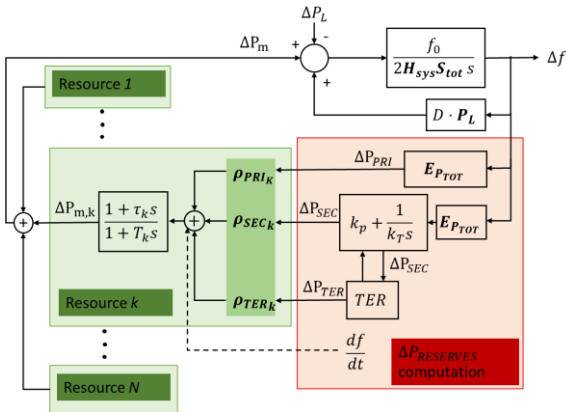 ΔP_L
ΔP_m + - 
f_0
2H_sys S_tot s
Δf
+
Resource 1
D · P_L
ΔP_PRI
E_P_TOT
ρ_PRI_K
ΔP_m,k
1 + τ_k s
1 + T_k s
+
+
ρ_SEC_k
ΔP_SEC
k_p + 1
k_T s
E_P_TOT
ΔP_SEC
ρ_TER_k
ΔP_TER
TER
Resource k
df
dt
ΔP_RESERVES
computation
Resource N